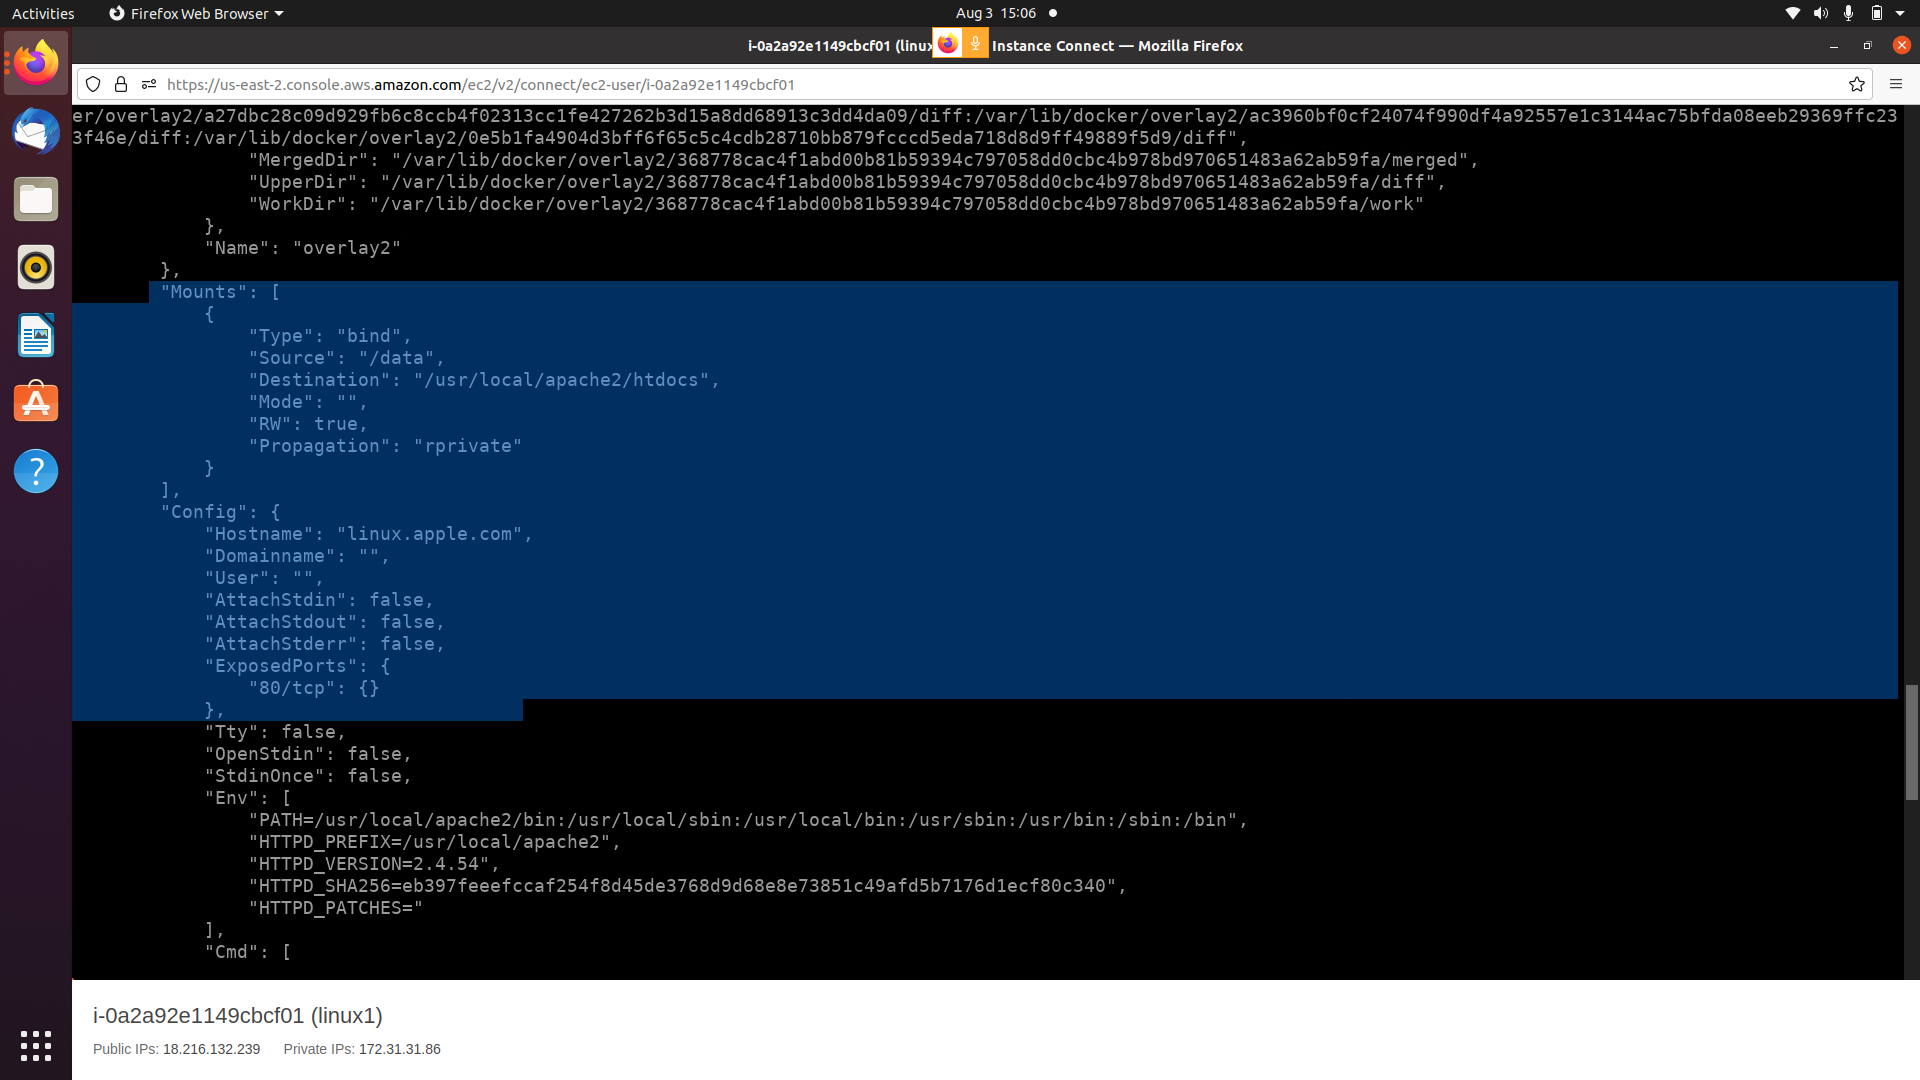 Activities
Firefox Web Browser
Aug 3 15:06
i-0a2a92e1149cbcf01 (linux
Instance Connect — Mozilla Firefox
https://us-east-2.console.aws.amazon.com/ec2/v2/connect/ec2-user/i-0a2a92e1149cbcf01
er/overlay2/a27dbc28c09d929fb6c8ccb4f02313cc1fe427262b3d15a8dd68913c3dd4da09/diff:/var/lib/docker/overlay2/ac3960bf0cf24074f990df4a92557e1c3144ac75bfda08eeb29369ffc23
3f46e/diff:/var/lib/docker/overlay2/0e5b1fa4904d3bff6f65c5c4cdb28710bb879fcccd5eda718d8d9ff49889f5d9/diff",
"MergedDir": "/var/lib/docker/overlay2/368778cac4f1abd00b81b59394c797058dd0cbc4b978bd970651483a62ab59fa/merged",
"UpperDir": "/var/lib/docker/overlay2/368778cac4f1abd00b81b59394c797058dd0cbc4b978bd970651483a62ab59fa/diff",
"WorkDir": "/var/lib/docker/overlay2/368778cac4f1abd00b81b59394c797058dd0cbc4b978bd970651483a62ab59fa/work"
},
"Name": "overlay2"
},
"Mounts": [
{
"Type": "bind",
"Source": "/data",
"Destination": "/usr/local/apache2/htdocs",
"Mode": "",
"RW": true,
"Propagation": "rprivate"
}
],
"Config": {
"Hostname": "linux.apple.com",
"Domainname": "",
"User": "",
"AttachStdin": false,
"AttachStdout": false,
"AttachStderr": false,
"ExposedPorts": {
"80/tcp": {}
},
"Tty": false,
"OpenStdin": false,
"StdinOnce": false,
"Env": [
"PATH=/usr/local/apache2/bin:/usr/local/sbin:/usr/local/bin:/usr/sbin:/usr/bin:/sbin:/bin",
"HTTPD_PREFIX=/usr/local/apache2",
"HTTPD_VERSION=2.4.54",
"HTTPD_SHA256=eb397feeefccaf254f8d45de3768d9d68e8e73851c49afd5b7176d1ecf80c340",
"HTTPD_PATCHES="
],
"Cmd": [
i-0a2a92e1149cbcf01 (linux1)
Public IPs: 18.216.132.239 Private IPs: 172.31.31.86